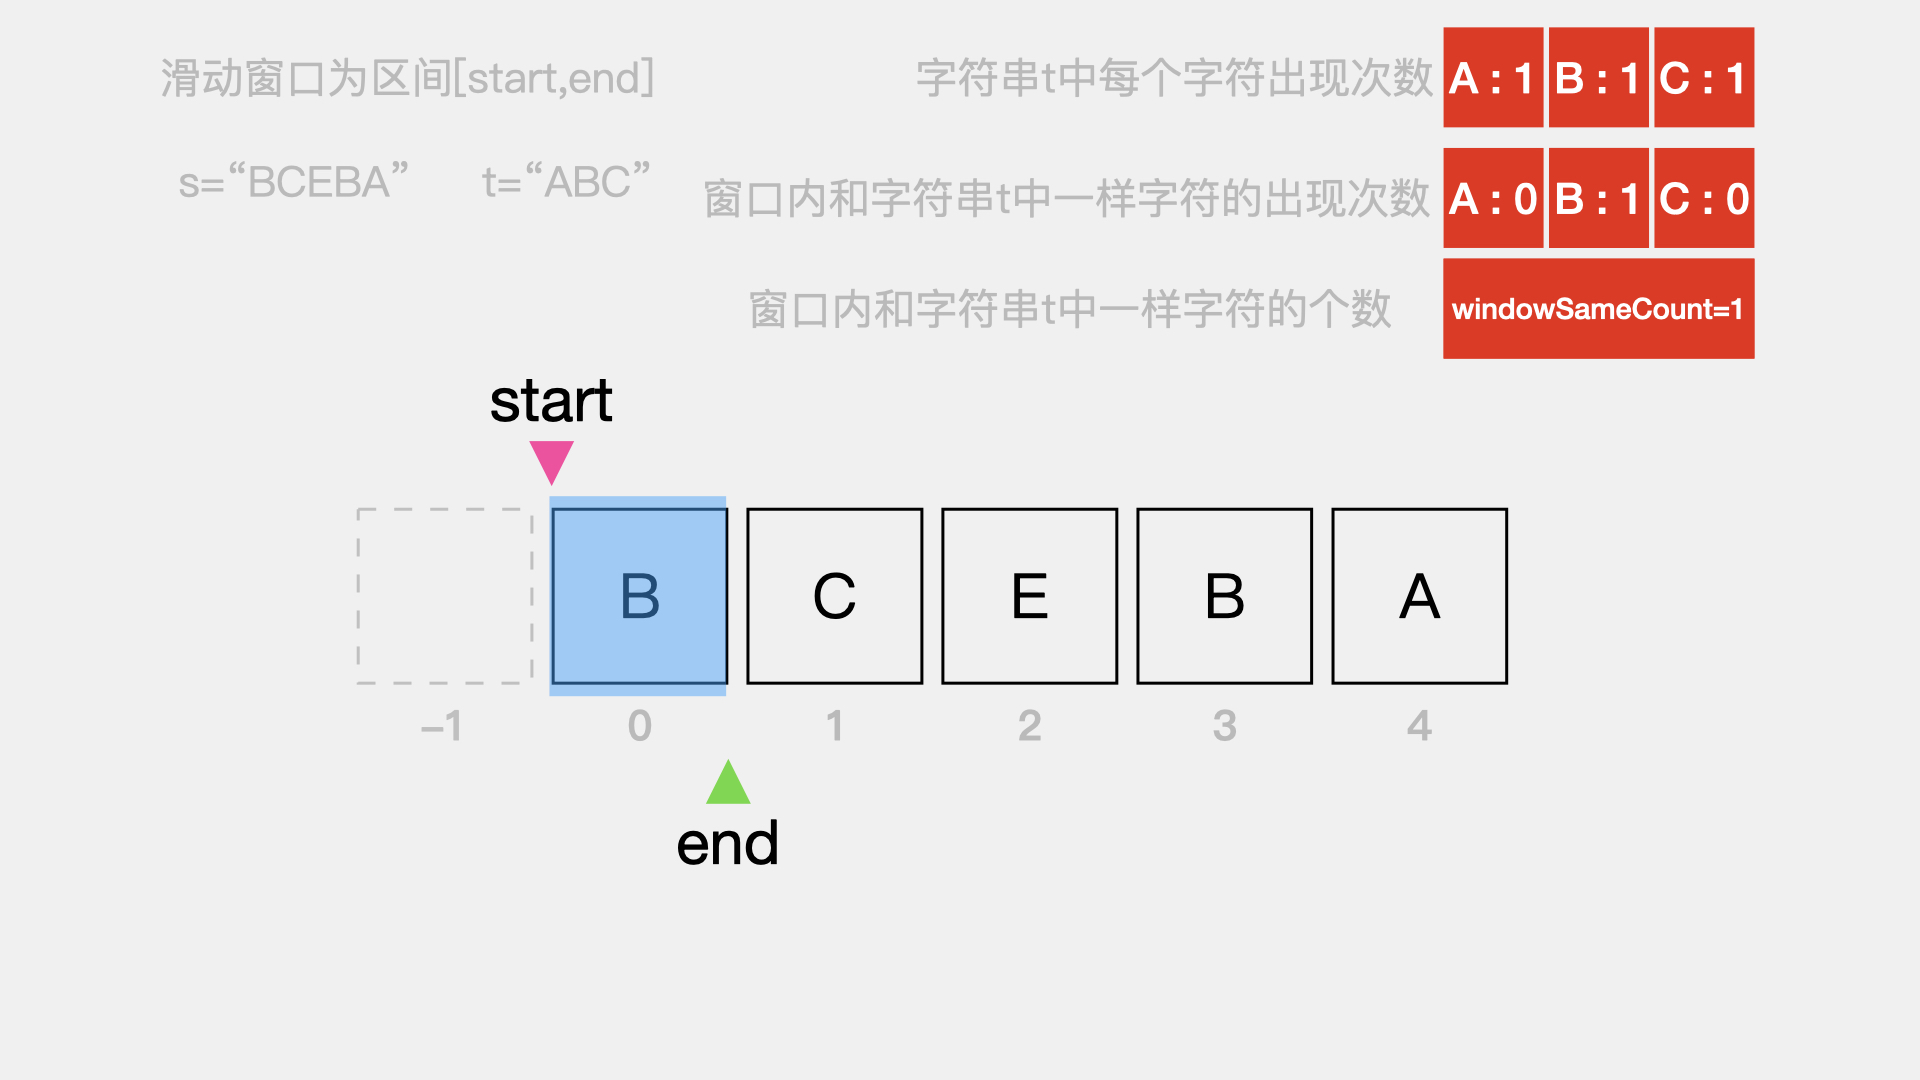 滑动窗口为区间[start,end]
字符串t中每个字符出现次数
A : 1 B : 1 C : 1
s=“BCEBA” t=“ABC”
窗口内和字符串t中一样字符的出现次数
A : 0 B : 1 C : 0
窗口内和字符串t中一样字符的个数
windowSameCount=1
start
B C E B A
-1 0 1 2 3 4
end